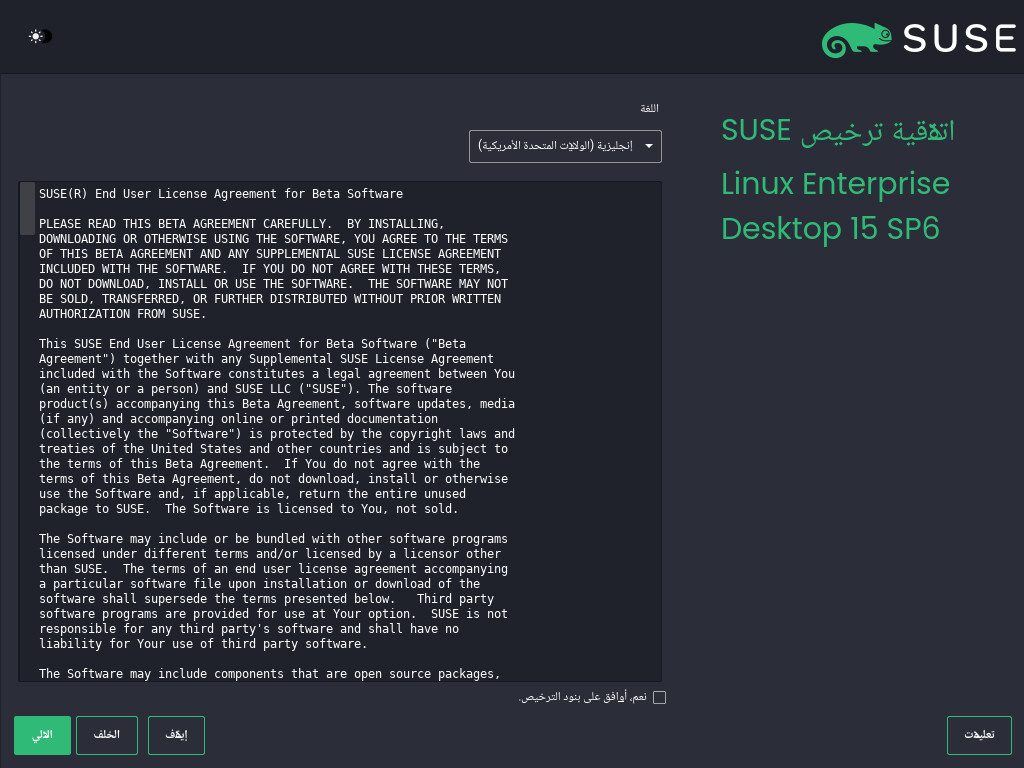 SUSE
اتفاقية ترخيص SUSE
Linux Enterprise
Desktop 15 SP6
اللغة
إنجليزية (الولايات المتحدة الأمريكية)
SUSE(R) End User License Agreement for Beta Software
PLEASE READ THIS BETA AGREEMENT CAREFULLY.  BY INSTALLING,
DOWNLOADING OR OTHERWISE USING THE SOFTWARE, YOU AGREE TO THE TERMS
OF THIS BETA AGREEMENT AND ANY SUPPLEMENTAL SUSE LICENSE AGREEMENT
INCLUDED WITH THE SOFTWARE.  IF YOU DO NOT AGREE WITH THESE TERMS,
DO NOT DOWNLOAD, INSTALL OR USE THE SOFTWARE.  THE SOFTWARE MAY NOT
BE SOLD, TRANSFERRED, OR FURTHER DISTRIBUTED WITHOUT PRIOR WRITTEN
AUTHORIZATION FROM SUSE.
This SUSE End User License Agreement for Beta Software ("Beta
Agreement") together with any Supplemental SUSE License Agreement
included with the Software constitutes a legal agreement between You
(an entity or a person) and SUSE LLC ("SUSE"). The software
product(s) accompanying this Beta Agreement, software updates, media
(if any) and accompanying online or printed documentation
(collectively the "Software") is protected by the copyright laws and
treaties of the United States and other countries and is subject to
the terms of this Beta Agreement.  If You do not agree with the
terms of this Beta Agreement, do not download, install or otherwise
use the Software and, if applicable, return the entire unused
package to SUSE.  The Software is licensed to You, not sold.
The Software may include or be bundled with other software programs
licensed under different terms and/or licensed by a licensor other
than SUSE.  The terms of an end user license agreement accompanying
a particular software file upon installation or download of the
software shall supersede the terms presented below.   Third party
software programs are provided for use at Your option.  SUSE is not
responsible for any third party's software and shall have no
liability for Your use of third party software.
The Software may include components that are open source packages,
نعم، أوافق على بنود الترخيص.
تعليمات
إيقاف
الخلف
التالي